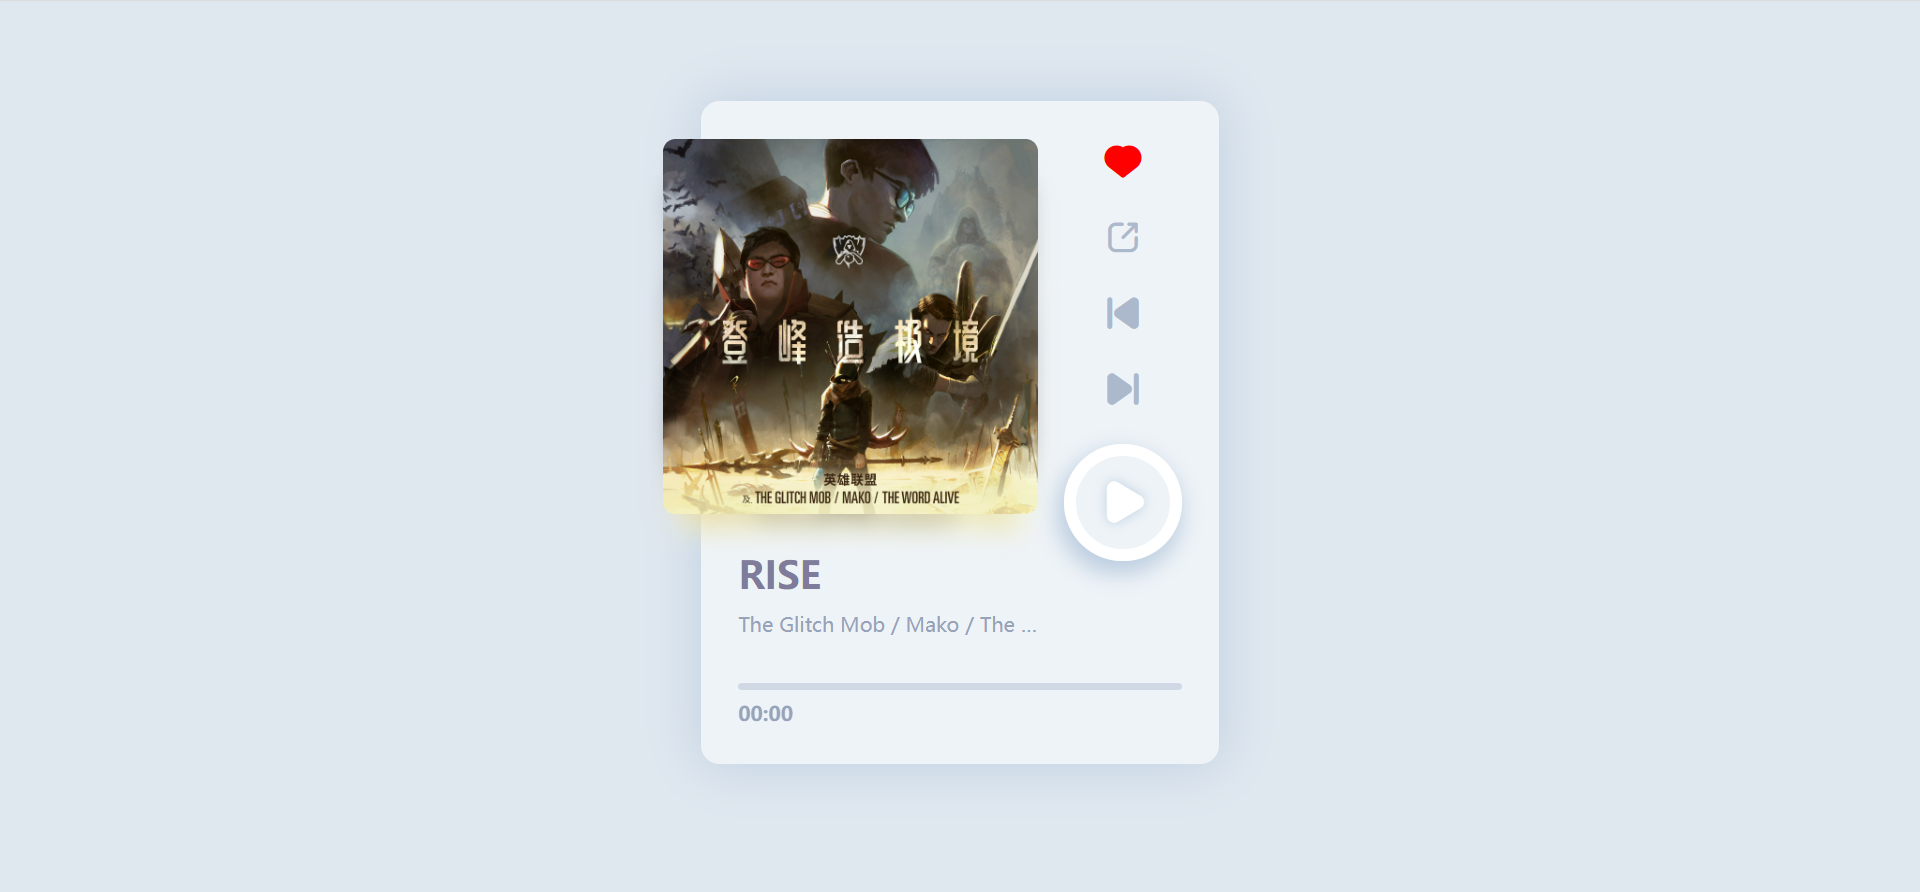 登峰造极境
英雄联盟
及 THE GLITCH MOB / MAKO / THE WORD ALIVE
RISE
The Glitch Mob / Mako / The ...
00:00